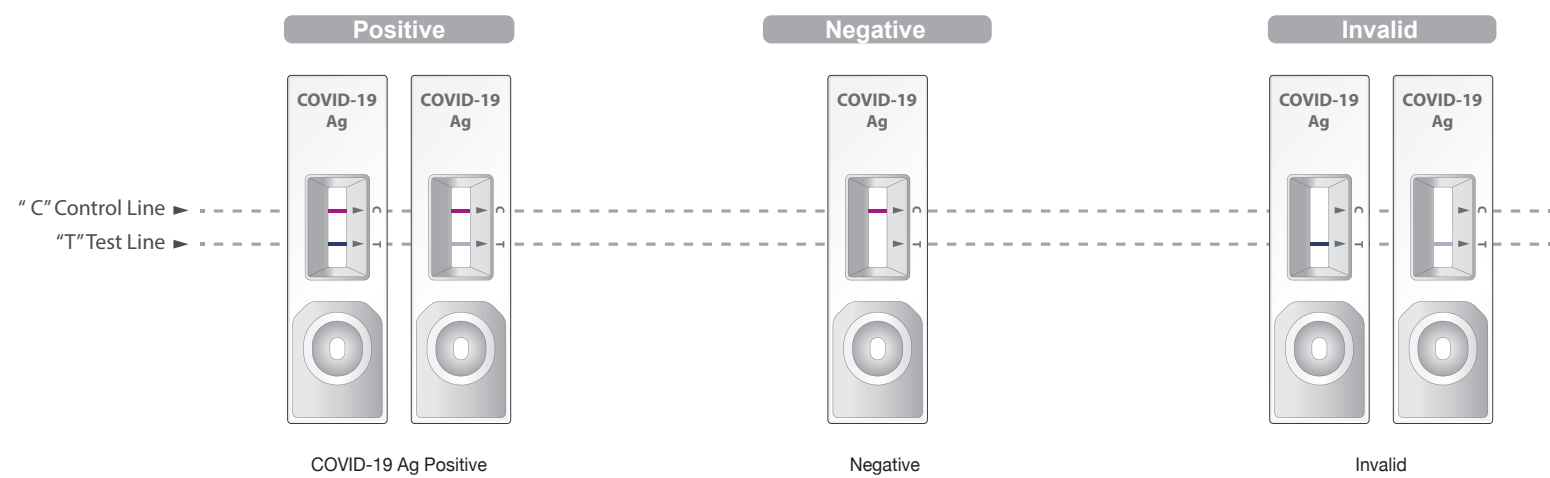 Positive
Negative
Invalid
COVID-19
Ag
COVID-19
Ag
COVID-19
Ag
COVID-19
Ag
COVID-19
Ag
“ C” Control Line ►
C
C
C
C
C
“T” Test Line ►
T
T
T
T
T
COVID-19 Ag Positive
Negative
Invalid